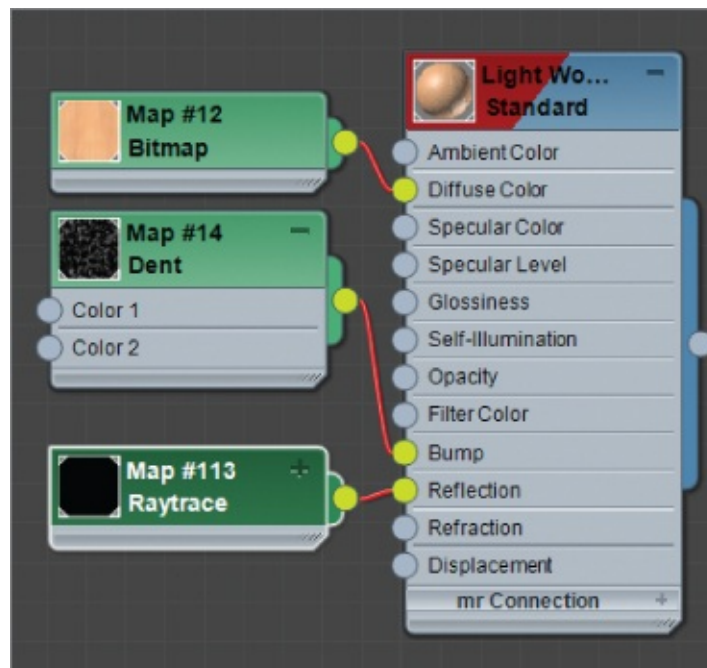 Map #12
Bitmap
Map #14
Dent
Color 1
Color 2
Map #113
Raytrace
Light Wo...
Standard
Ambient Color
Diffuse Color
Specular Color
Specular Level
Glossiness
Self-Illumination
Opacity
Filter Color
Bump
Reflection
Refraction
Displacement
mr Connection